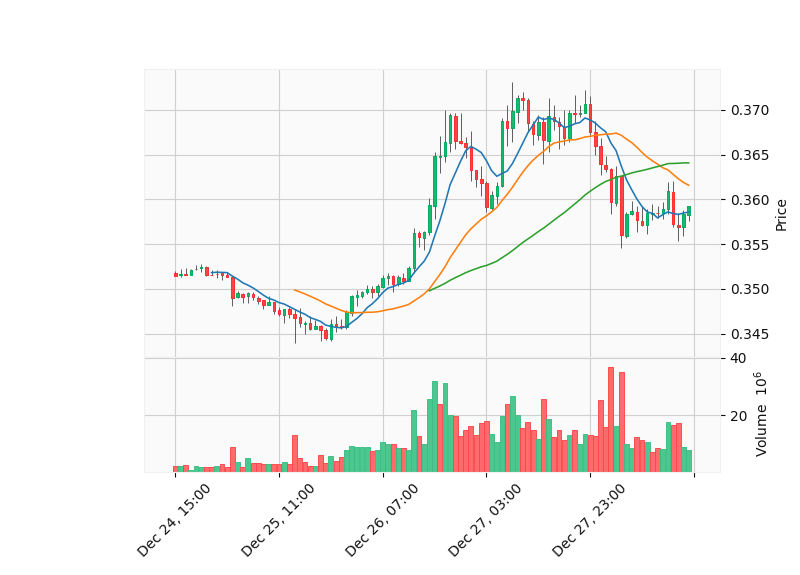 0.370
0.365
0.360
0.355
0.350
0.345
Price
40
20
Volume 10^6
Dec 24, 15:00
Dec 25, 11:00
Dec 26, 07:00
Dec 27, 03:00
Dec 27, 23:00